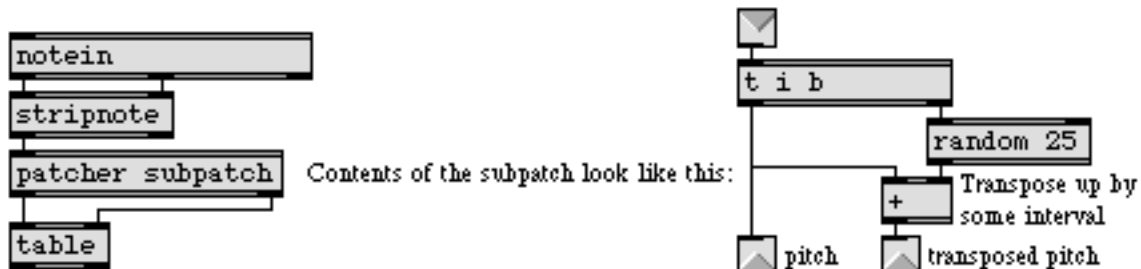 notein
stripnote
patcher subpatch
table
Contents of the subpatch look like this:
t i b
random 25
+
Transpose up by
some interval
pitch
transposed pitch